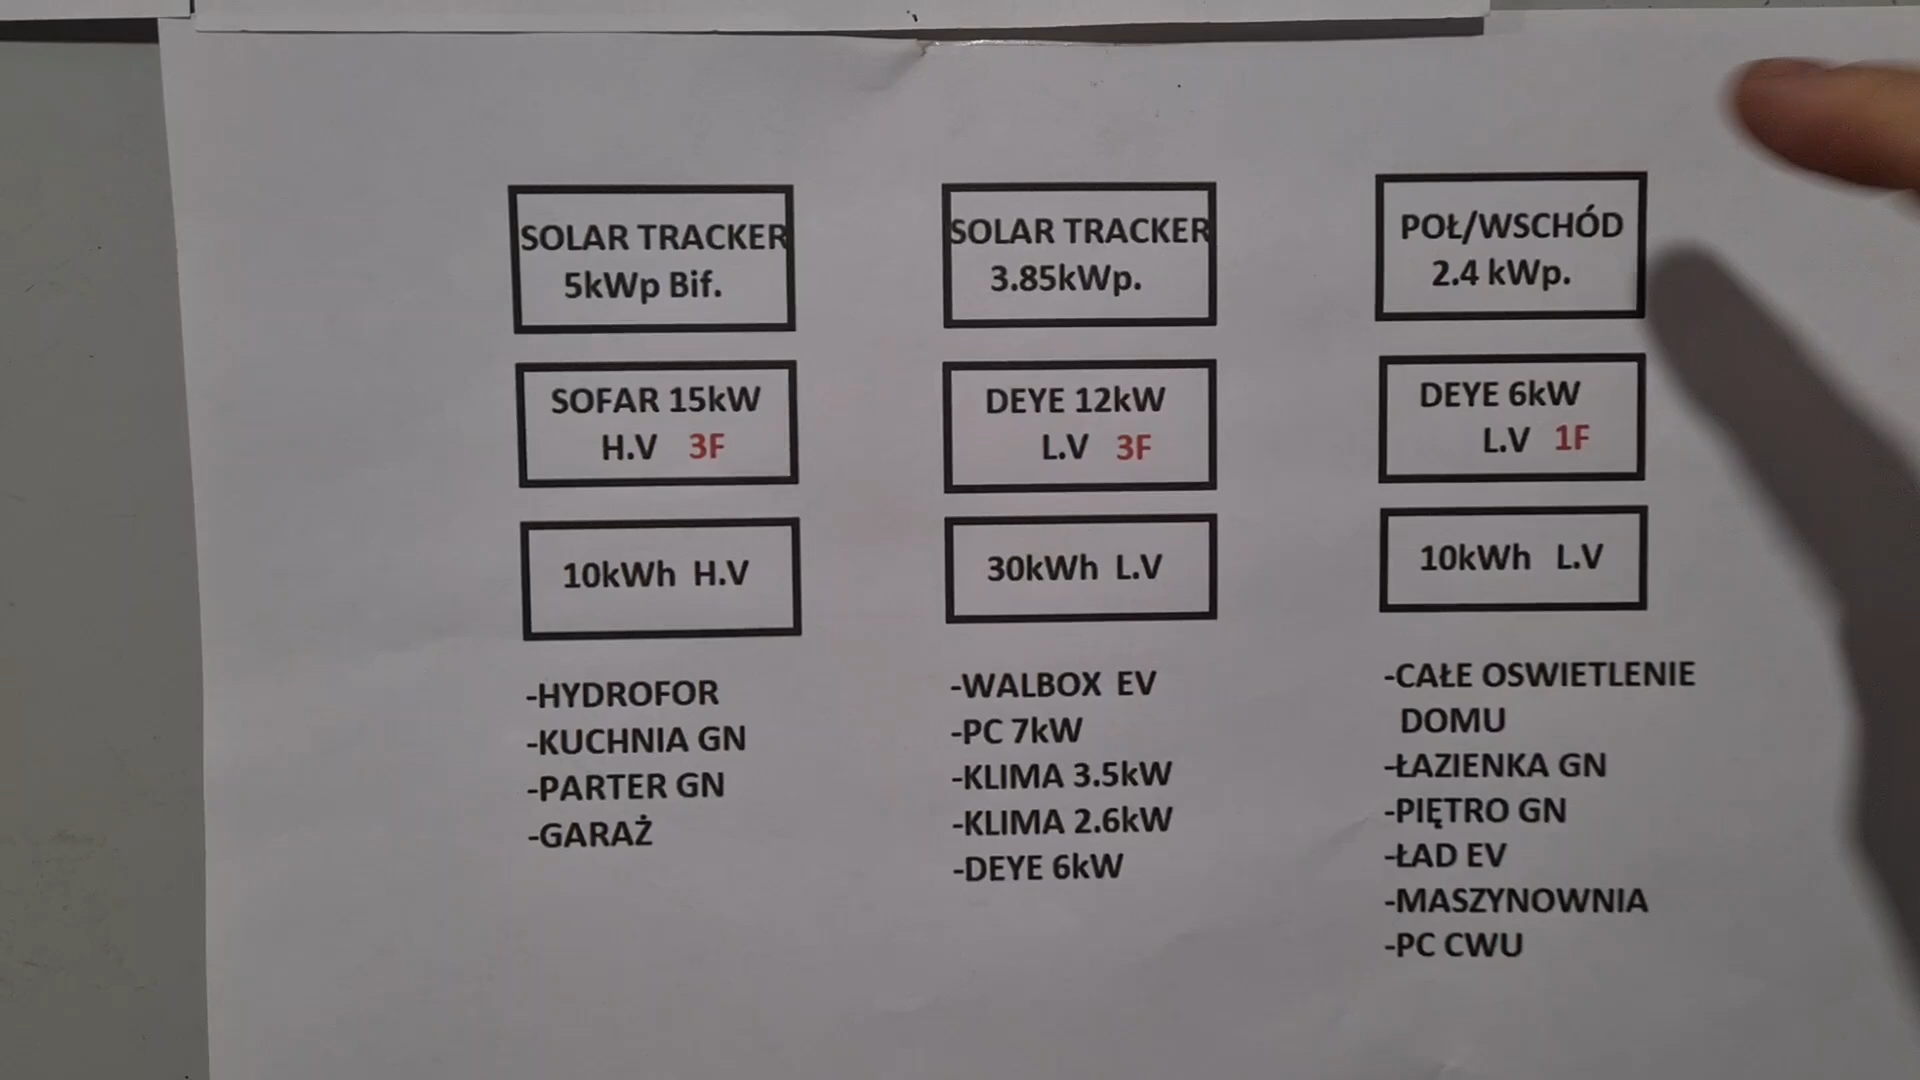 SOLAR TRACKER
5kWp Bif.
SOFAR 15kW
H.V 3F
10kWh H.V
-HYDROFOR
-KUCHNIA GN
-PARTER GN
-GARAŻ
SOLAR TRACKER
3.85kWp.
DEYE 12kW
L.V 3F
30kWh L.V
-WALBOX EV
-PC 7kW
-KLIMA 3.5kW
-KLIMA 2.6kW
-DEYE 6kW
POŁ/WSCHÓD
2.4 kWp.
DEYE 6kW
L.V 1F
10kWh L.V
-CAŁE OSWIETLENIE
DOMU
-ŁAZIENKA GN
-PIĘTRO GN
-ŁAD EV
-MASZYNOWNIA
-PC CWU